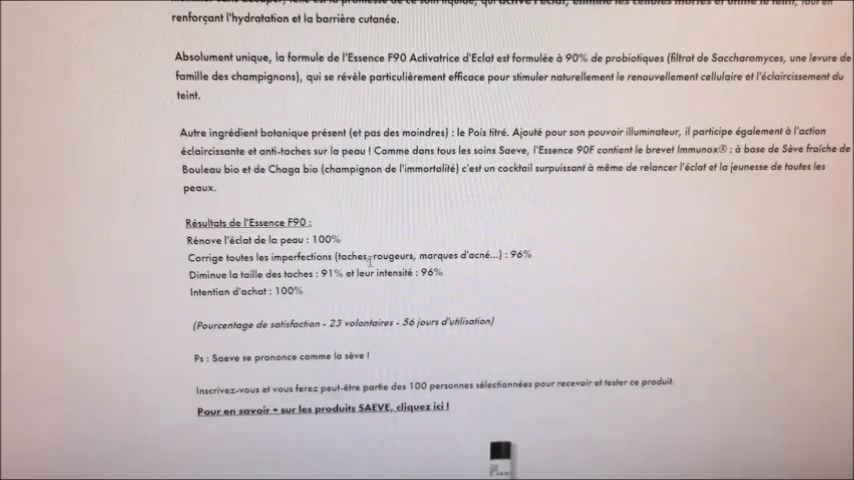 renforçant l'hydratation et la barrière cutanée.
Absolument unique, la formule de l'Essence F90 Activatrice d'Eclat est formulée à 90% de probiotiques (filtrat de Saccharomyces, une levure de
famille des champignons), qui se révèle particulièrement efficace pour stimuler naturellement le renouvellement cellulaire et l'éclaircissement du
teint.
Autre ingrédient botanique présent (et pas des moindres) : le Pois titré. Ajouté pour son pouvoir illuminateur, il participe également à l'action
éclaircissante et anti-taches sur la peau ! Comme dans tous les soins Saeve, l'Essence 90F contient le brevet Immunox® : à base de Sève fraîche de
Bouleau bio et de Chaga bio (champignon de l'immortalité) c'est un cocktail surpuissant à même de relancer l'éclat et la jeunesse de toutes les
peaux.
Résultats de l'Essence F90 :
Rénove l'éclat de la peau : 100%
Corrige toutes les imperfections (taches, rougeurs, marques d'acné...) : 96%
Diminue la taille des taches : 91% et leur intensité : 96%
Intention d'achat : 100%
(Pourcentage de satisfaction - 23 volontaires - 56 jours d'utilisation)
Ps : Saeve se prononce comme la sève !
Inscrivez-vous et vous ferez peut-être partie des 100 personnes sélectionnées pour recevoir et tester ce produit.
Pour en savoir + sur les produits SAEVE, cliquez ici !